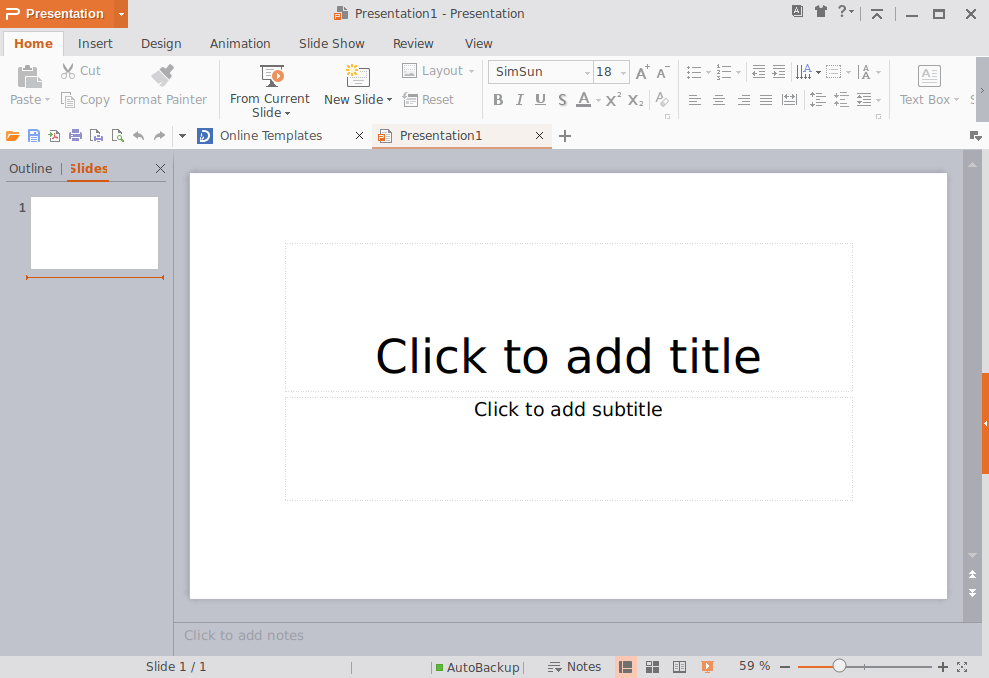 Presentation
Presentation1 - Presentation
?
Home Insert Design Animation Slide Show Review View
Paste Cut Copy Format Painter
From Current Slide
New Slide
Layout
Reset
SimSun 18 A+ A-
B I U S A X² X₂
Text Box
Online Templates Presentation1
Outline | Slides
1
Click to add title
Click to add subtitle
Click to add notes
Slide 1 / 1 AutoBackup Notes 59 %